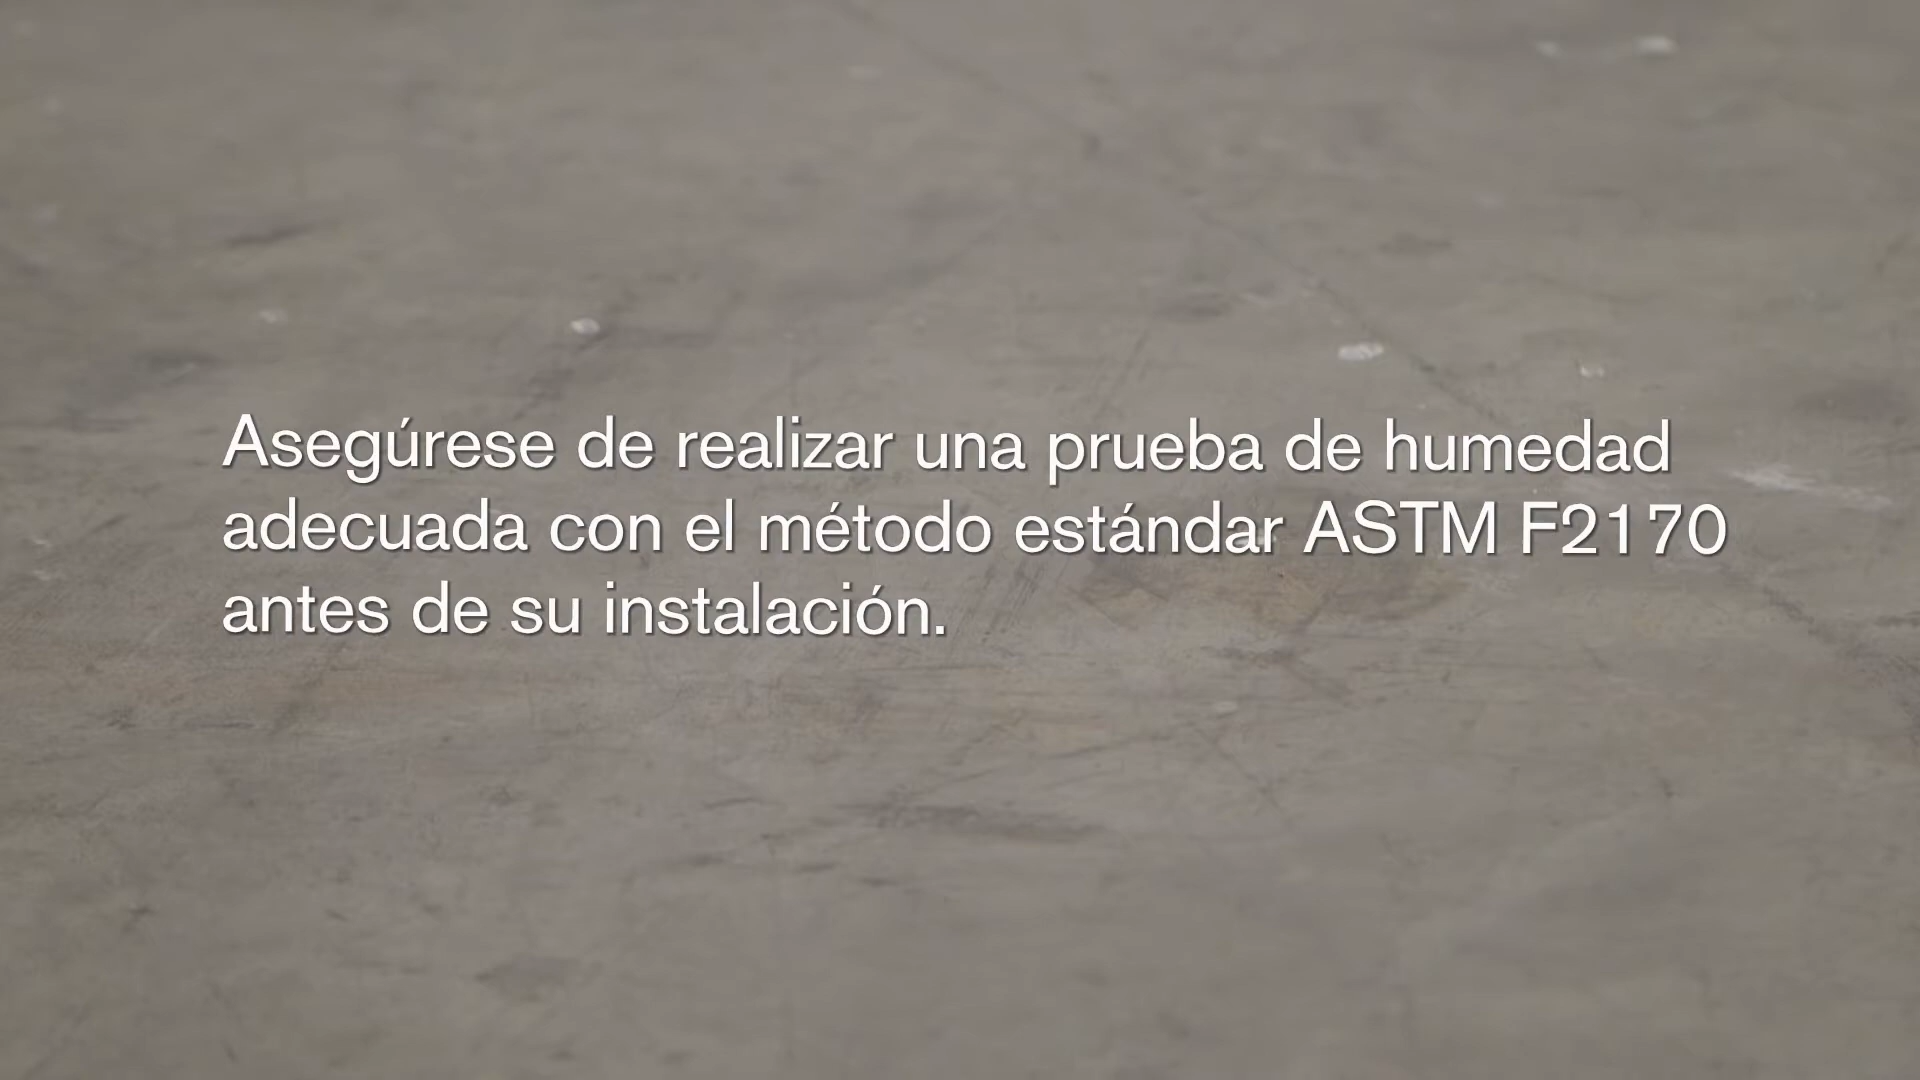 Asegúrese de realizar una prueba de humedad
adecuada con el método estándar ASTM F2170
antes de su instalación.